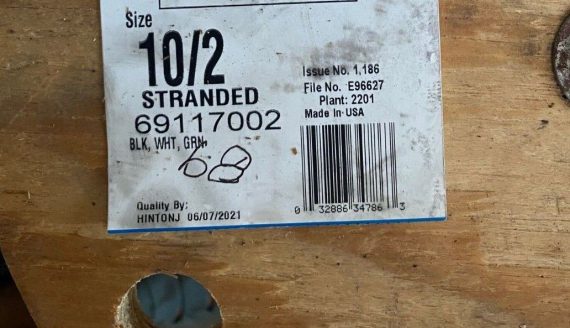 Size
10/2
STRANDED
69117002
BLK, WHT, GRN
68
Issue No. 1,186
File No. E96627
Plant: 2201
Made In USA
0 32886 34786 3
Quality By:
HINTONJ 06/07/2021